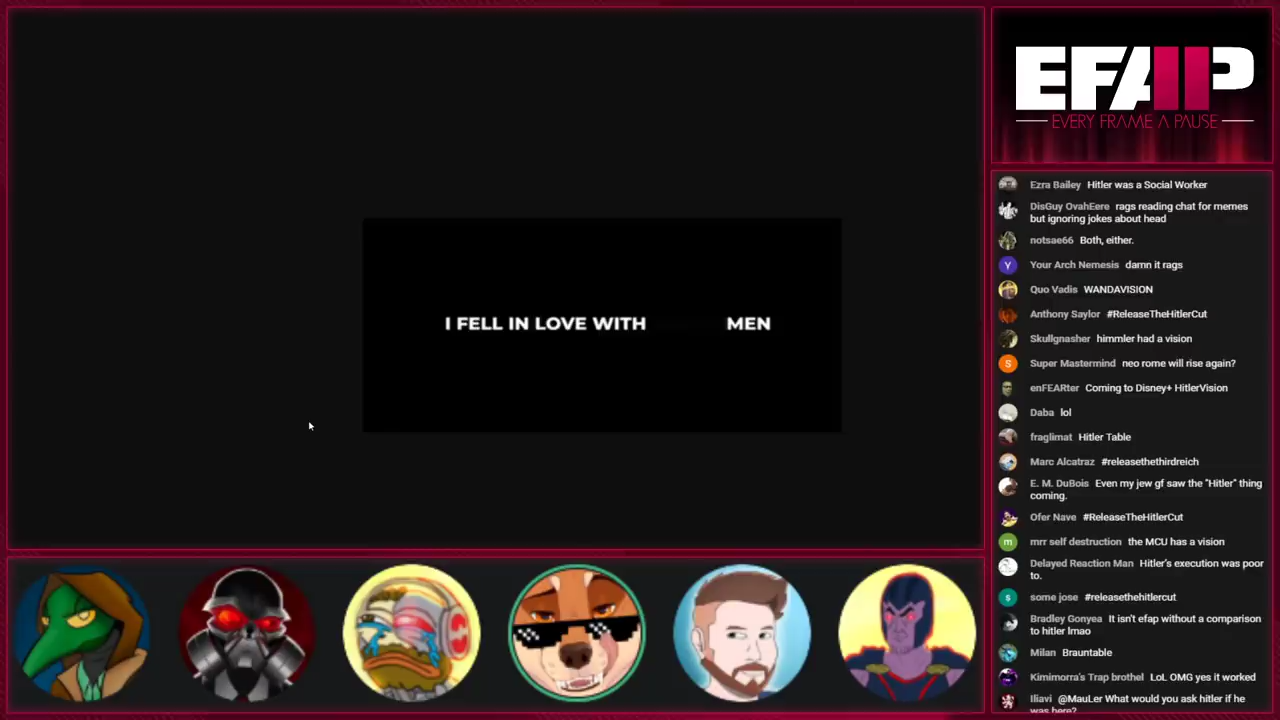 I FELL IN LOVE WITH MEN
EFAP
EVERY FRAME A PAUSE
Ezra Bailey Hitler was a Social Worker
DisGuy OvahEere rags reading chat for memes
but ignoring jokes about head
notsae66 Both, either.
Y Your Arch Nemesis damn it rags
Quo Vadis WANDAVISION
Anthony Saylor #ReleaseTheHitlerCut
Skullgnasher himmler had a vision
S Super Mastermind neo rome will rise again?
enFEARter Coming to Disney+ HitlerVision
Daba lol
fraglimat Hitler Table
Marc Alcatraz #releasethethirdreich
E. M. DuBois Even my jew gf saw the "Hitler" thing
coming.
Ofer Nave #ReleaseTheHitlerCut
m mrr self destruction the MCU has a vision
Delayed Reaction Man Hitler's execution was poor
to.
s some jose #releasethehitlercut
Bradley Gonyea It isn't efap without a comparison
to hitler lmao
Milan Brauntable
Kimimorra's Trap brothel LoL OMG yes it worked
Iliavi @MauLer What would you ask hitler if he
was here?